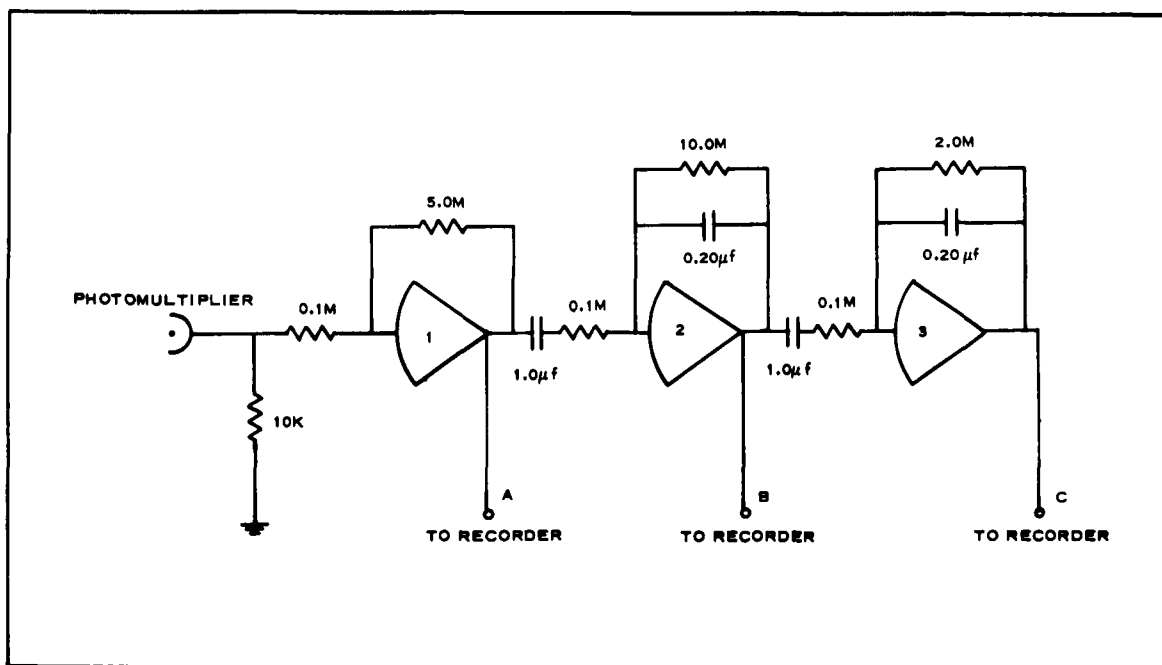 10.0M
2.0M
5.0M
0.20μf
0.20μf
PHOTOMULTIPLIER
0.1M
0.1M
0.1M
1
2
3
1.0μf
1.0μf
10K
A
B
C
TO RECORDER
TO RECORDER
TO RECORDER